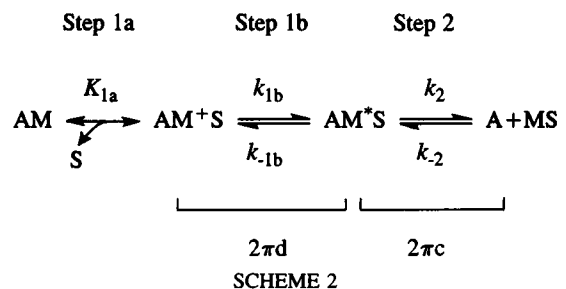 Step 1a Step 1b Step 2
K1a k1b k2
AM AM+S AM*S A+MS
S k-1b k-2
2πd 2πc
SCHEME 2